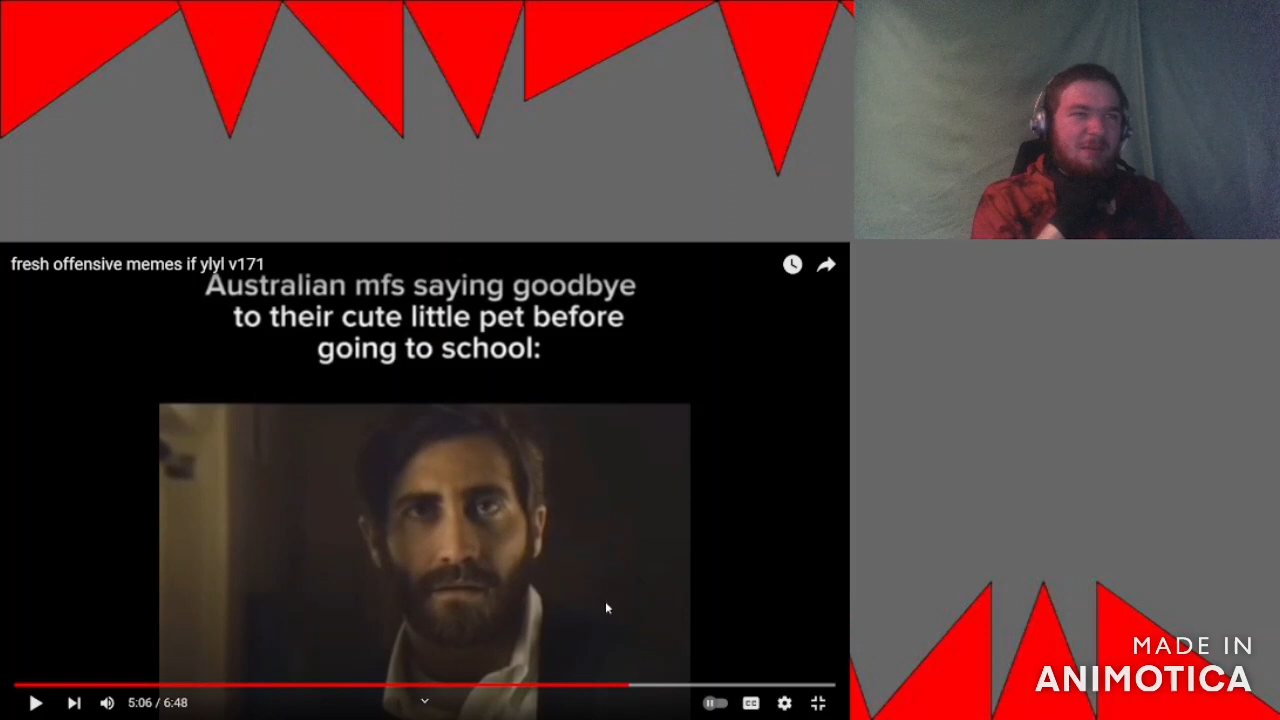 fresh offensive memes if ylyl v171
Australian mfs saying goodbye
to their cute little pet before
going to school:
5:06 / 6:48
CC
MADE IN
ANIMOTICA